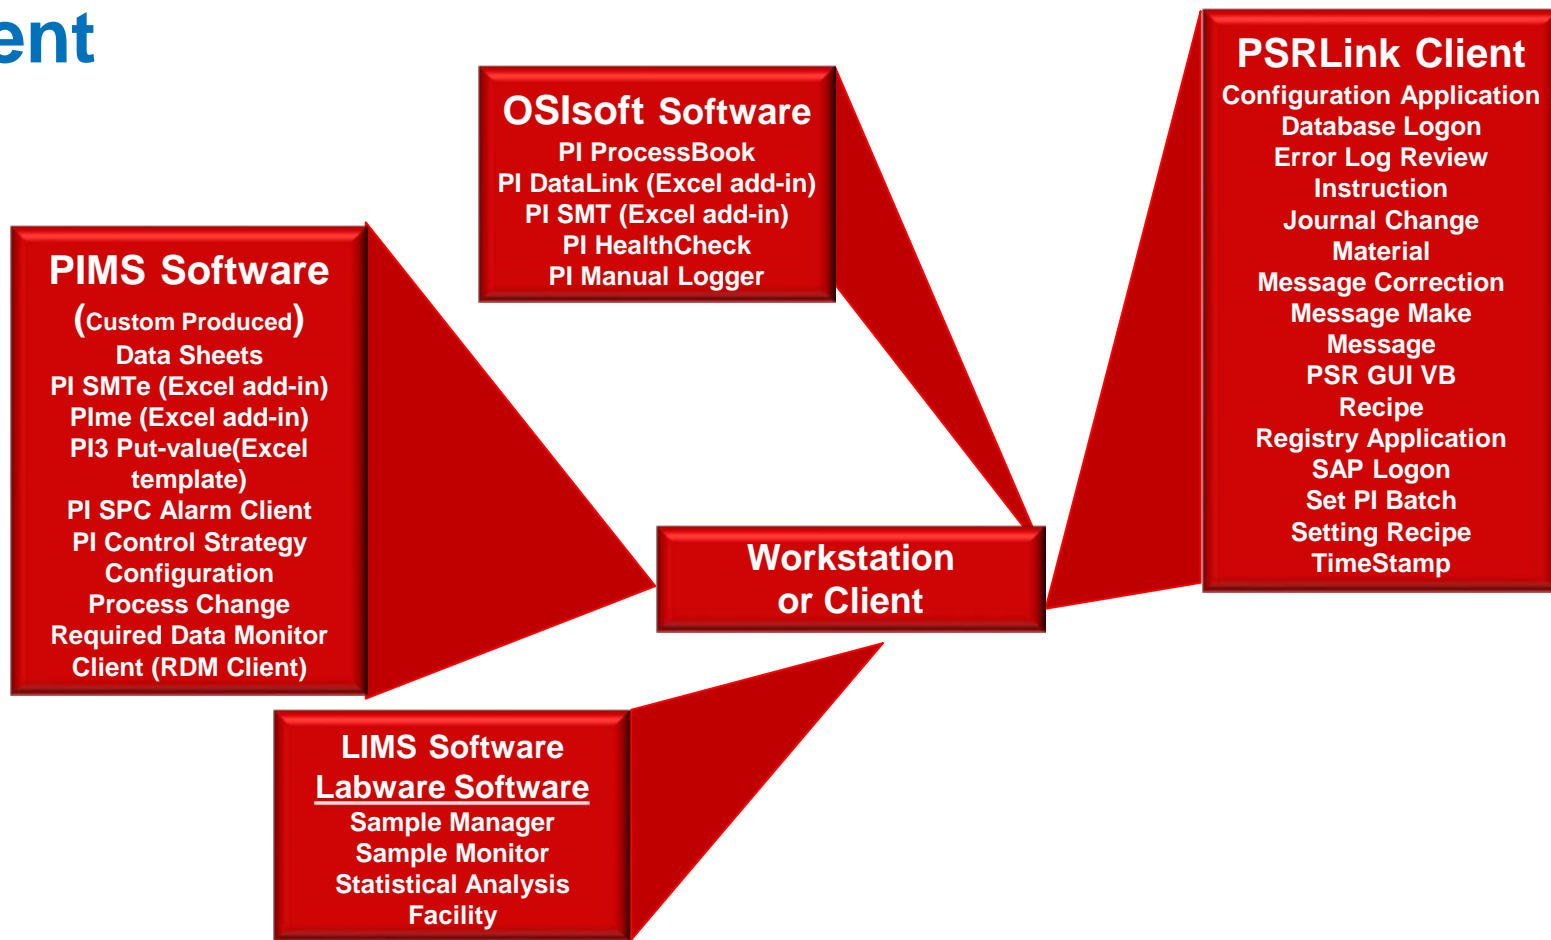 ent
OSIsoft Software
PI ProcessBook
PI DataLink (Excel add-in)
PI SMT (Excel add-in)
PI HealthCheck
PI Manual Logger
PSRLink Client
Configuration Application
Database Logon
Error Log Review
Instruction
Journal Change
Material
Message Correction
Message Make
Message
PSR GUI VB
Recipe
Registry Application
SAP Logon
Set PI Batch
Setting Recipe
TimeStamp
PIMS Software
(Custom Produced)
Data Sheets
PI SMTe (Excel add-in)
PIme (Excel add-in)
PI3 Put-value(Excel
template)
PI SPC Alarm Client
PI Control Strategy
Configuration
Process Change
Required Data Monitor
Client (RDM Client)
Workstation
or Client
LIMS Software
Labware Software
Sample Manager
Sample Monitor
Statistical Analysis
Facility